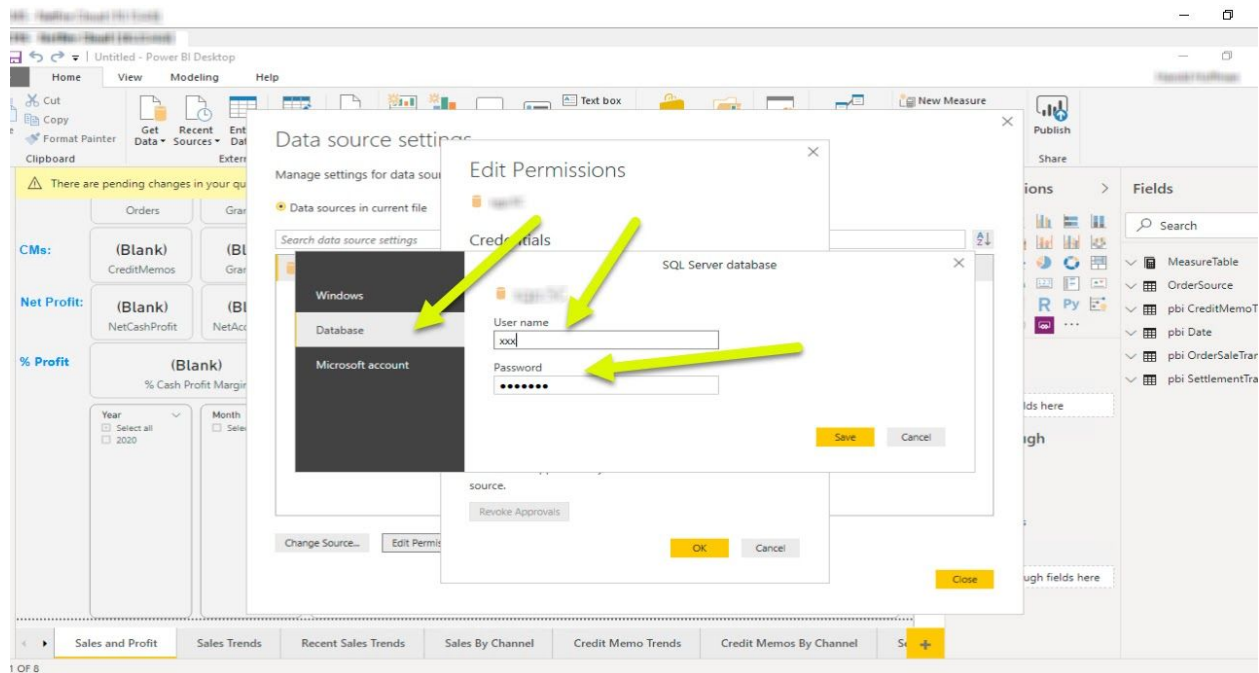 Untitled - Power BI Desktop
Home View Modeling Help
Cut
Copy
Format Painter
Clipboard
Get Data
Recent Sources
Text box
New Measure
Publish
Share
There are pending changes in your
Orders
CMs:
(Blank)
CreditMemos
Net Profit:
(Blank)
NetCashProfit
% Profit
(Blank)
% Cash Profit
Year
Select all
2020
Month
Data source settings
Manage settings for data
Data sources in current file
Search data source settings
Change Source...
Edit
Close
Edit Permissions
Credentials
source.
Revoke Approvals
OK
Cancel
SQL Server database
Windows
Database
Microsoft account
User name
xxx
Password
Save
Cancel
Fields
Search
MeasureTable
OrderSource
pbi
pbi Date
pbi
pbi
R Py
fields here
Sales and Profit
Sales Trends
Recent Sales Trends
Sales By Channel
Credit Memo Trends
Credit Memos By Channel
1 OF 8